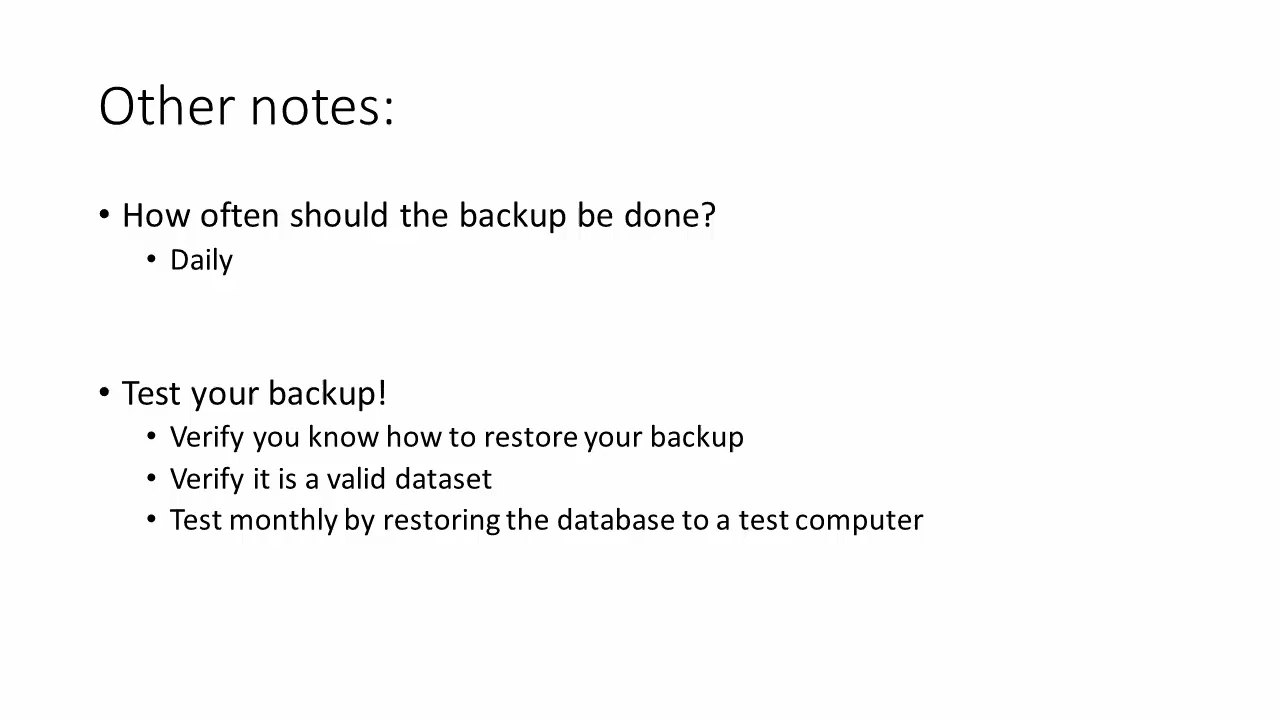 Other notes:
• How often should the backup be done?
• Daily
• Test your backup!
• Verify you know how to restore your backup
• Verify it is a valid dataset
• Test monthly by restoring the database to a test computer